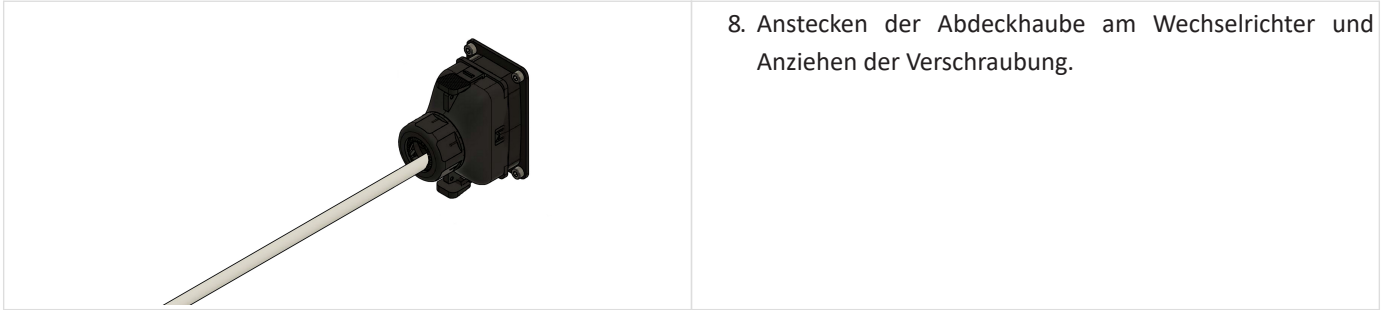 8. Anstecken der Abdeckhaube am Wechselrichter und
Anziehen der Verschraubung.